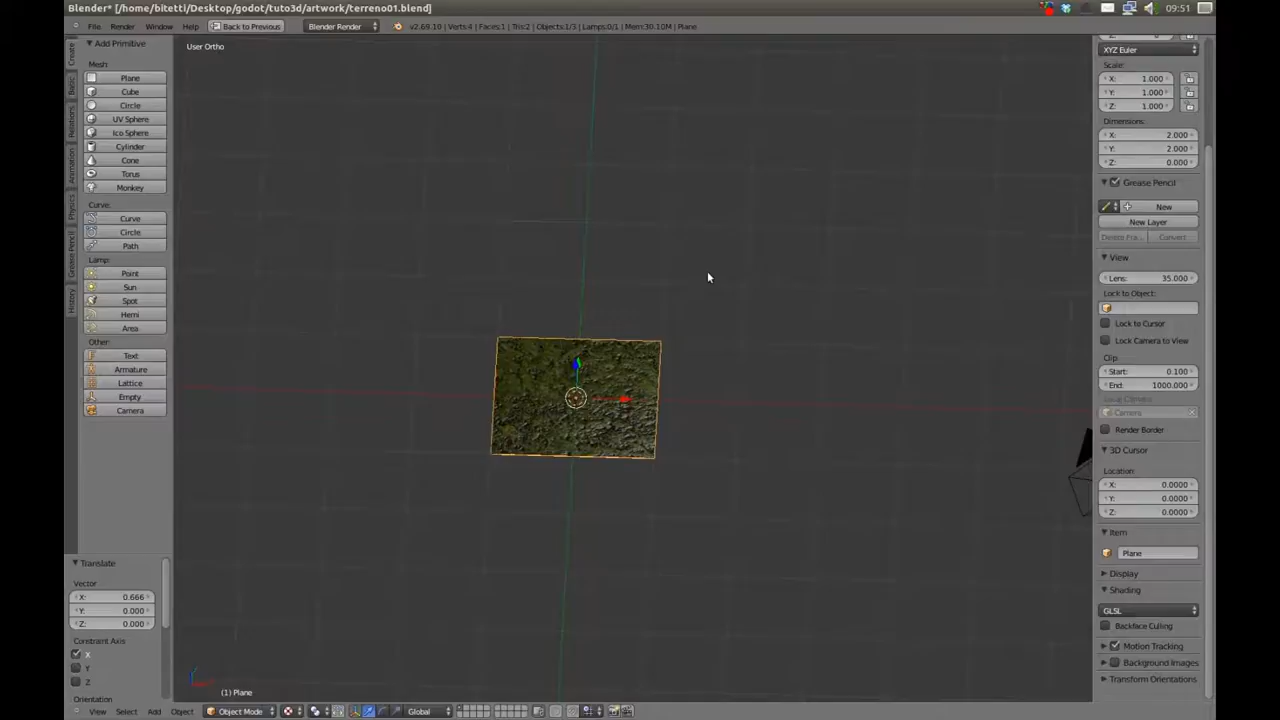 Blender* [/home/bitetti/Desktop/godot/tuto3d/artwork/terreno01.blend]
09:51
File
Render
Window
Help
Back to Previous
Blender Render
v2.69.10 | Verts:4 | Faces:1 | Tris:2 | Objects:1/3 | Lamps:0/1 | Mem:30.10M | Plane
Create
Basic
Relations
Animation
Physics
Grease Pencil
History
Add Primitive
Mesh:
Plane
Cube
Circle
UV Sphere
Ico Sphere
Cylinder
Cone
Torus
Monkey
Curve:
Curve
Circle
Path
Lamp:
Point
Sun
Spot
Hemi
Area
Other:
Text
Armature
Lattice
Empty
Camera
Translate
Vector
X: 0.666
Y: 0.000
Z: 0.000
Constraint Axis
X
Y
Z
Orientation
User Ortho
(1) Plane
View
Select
Add
Object
Object Mode
Global
XYZ Euler
Scale:
X: 1.000
Y: 1.000
Z: 1.000
Dimensions:
X: 2.000
Y: 2.000
Z: 0.000
Grease Pencil
New
New Layer
Delete Fra...
Convert
View
Lens: 35.000
Lock to Object:
Lock to Cursor
Lock Camera to View
Clip:
Start: 0.100
End: 1000.000
Local Camera:
Camera
Render Border
3D Cursor
Location:
X: 0.0000
Y: 0.0000
Z: 0.0000
Item
Plane
Display
Shading
GLSL
Backface Culling
Motion Tracking
Background Images
Transform Orientations